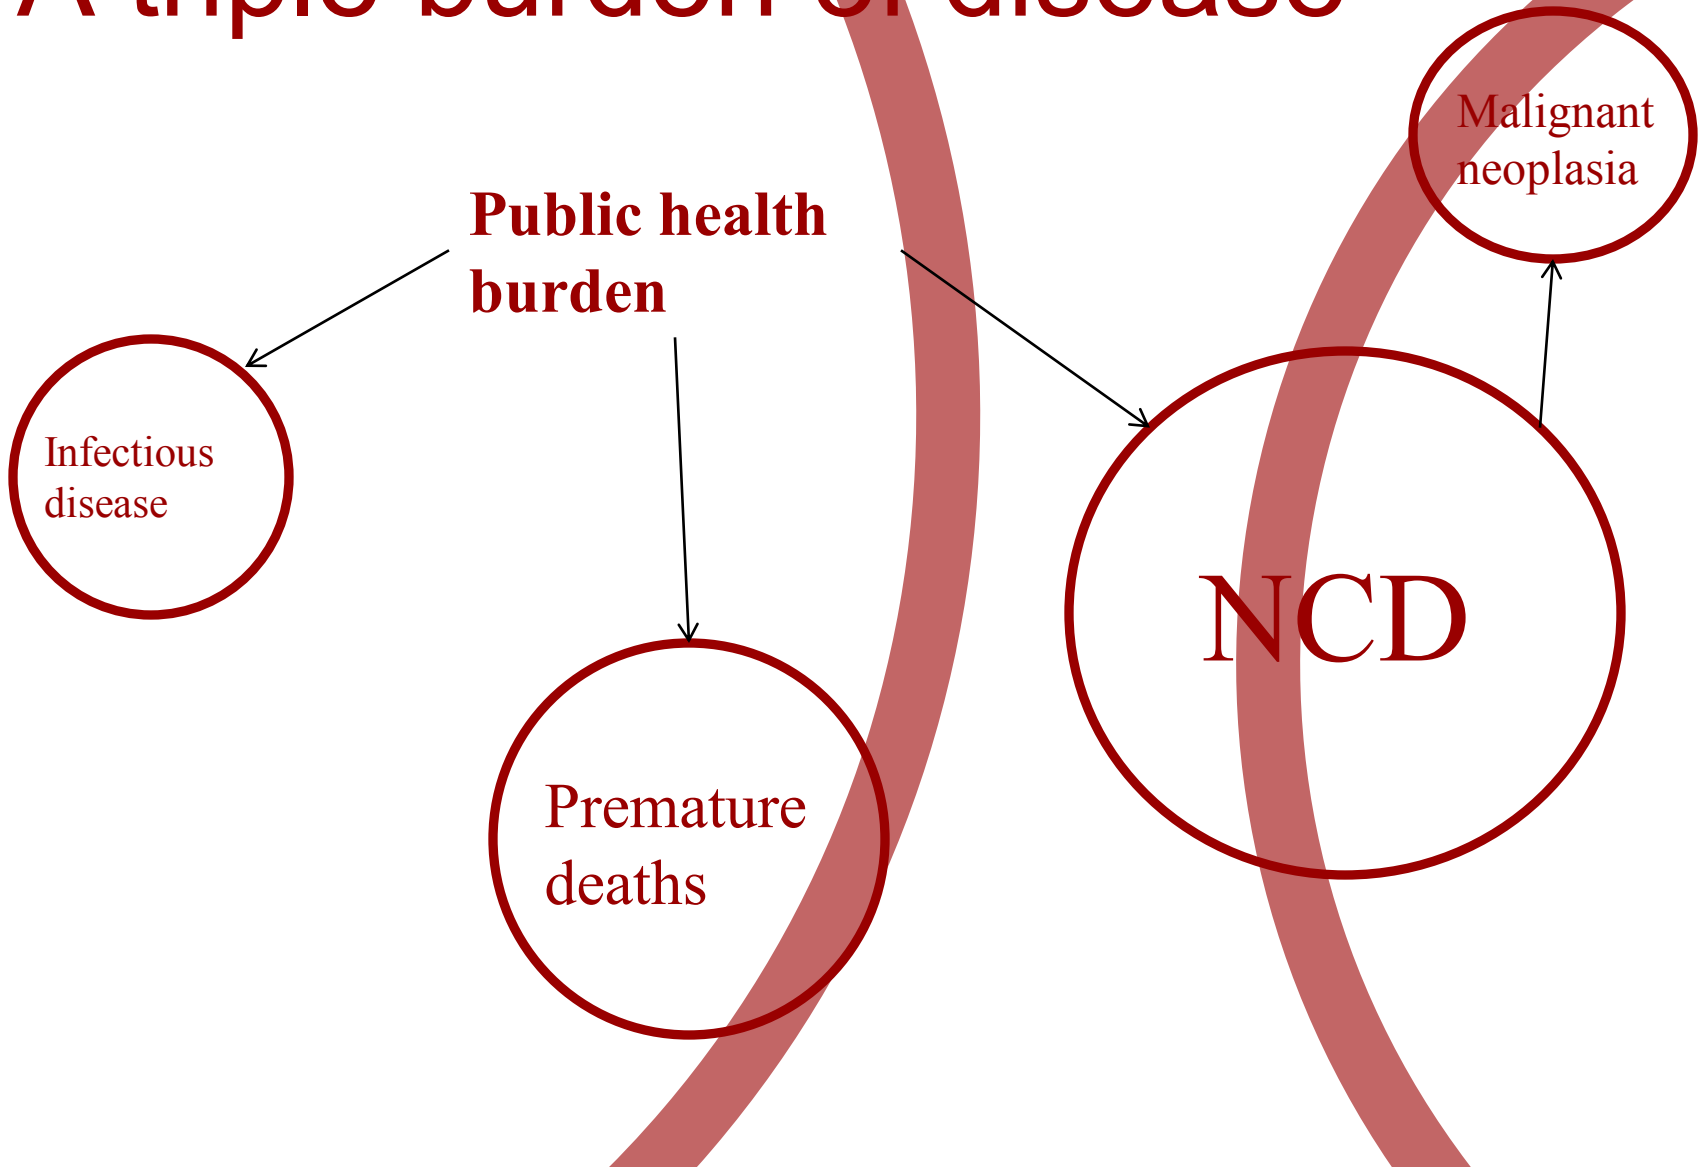 A triple burden of disease
Malignant
neoplasia
Public health
burden
Infectious
disease
NCD
Premature
deaths